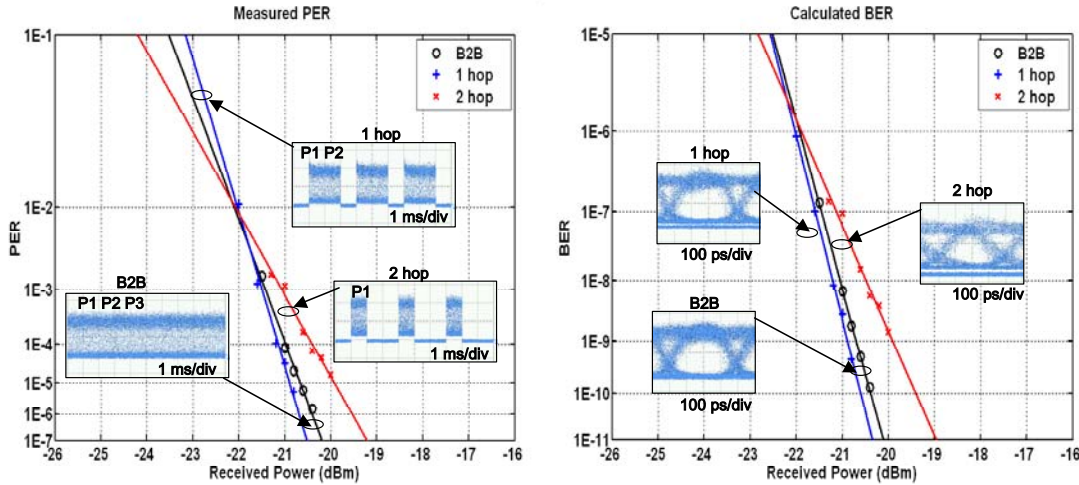 Measured PER
1E-1
1E-2
1E-3
1E-4
1E-5
1E-6
1E-7
PER
-26 -25 -24 -23 -22 -21 -20 -19 -18 -17 -16
Received Power (dBm)
B2B
1 hop
2 hop
1 hop
P1 P2
1 ms/div
2 hop
P1
1 ms/div
B2B
P1 P2 P3
1 ms/div
Calculated BER
1E-5
1E-6
1E-7
1E-8
1E-9
1E-10
1E-11
BER
-26 -25 -24 -23 -22 -21 -20 -19 -18 -17 -16
Received Power (dBm)
B2B
1 hop
2 hop
1 hop
100 ps/div
2 hop
100 ps/div
B2B
100 ps/div